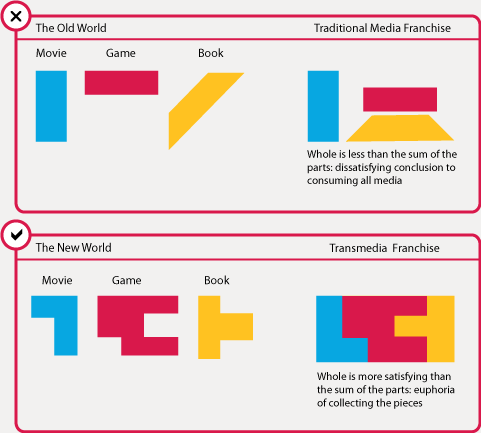 The Old World
Traditional Media Franchise
Movie
Game
Book
Whole is less than the sum of the
parts: dissatisfying conclusion to
consuming all media
The New World
Transmedia Franchise
Movie
Game
Book
Whole is more satisfying than
the sum of the parts: euphoria
of collecting the pieces